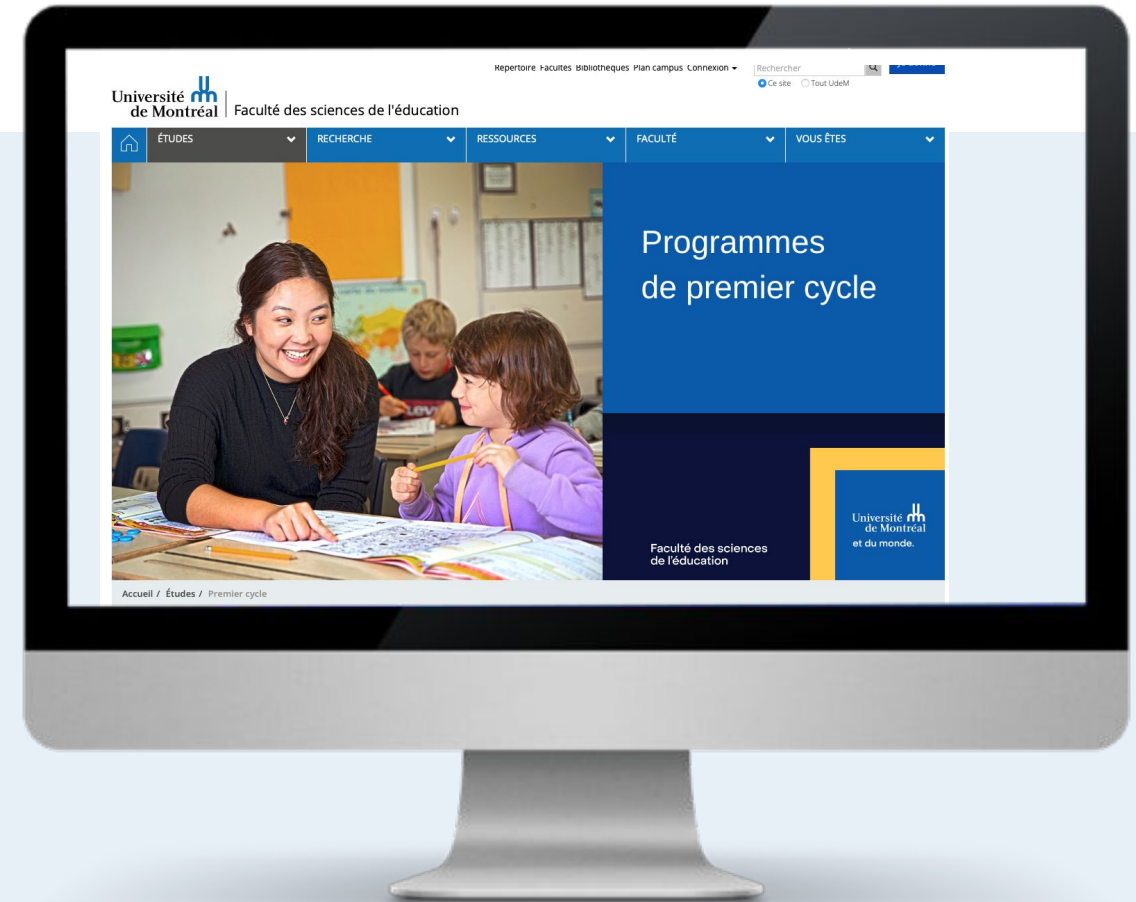 Répertoire Facultés Bibliothèques Plan campus Connexion
Rechercher
Ce site Tout UdeM
Université
de Montréal
Faculté des sciences de l'éducation
ÉTUDES RECHERCHE RESSOURCES FACULTÉ VOUS ÊTES
Programmes
de premier cycle
Faculté des sciences
de l'éducation
Université
de Montréal
et du monde.
Accueil / Études / Premier cycle